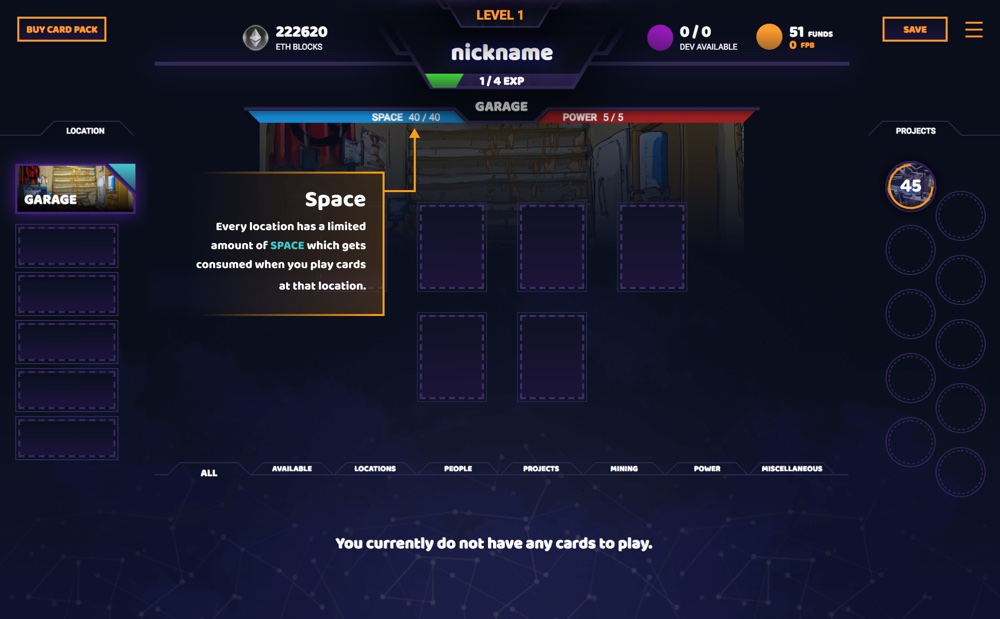 LEVEL 1
BUY CARD PACK
222620
ETH BLOCKS
nickname
0 / 0
DEV AVAILABLE
51 FUNDS
0 FPB
SAVE
1 / 4 EXP
GARAGE
SPACE 40 / 40
POWER 5 / 5
LOCATION
PROJECTS
GARAGE
45
Space
Every location has a limited
amount of SPACE which gets
consumed when you play cards
at that location.
ALL
AVAILABLE
LOCATIONS
PEOPLE
PROJECTS
MINING
POWER
MISCELLANEOUS
You currently do not have any cards to play.